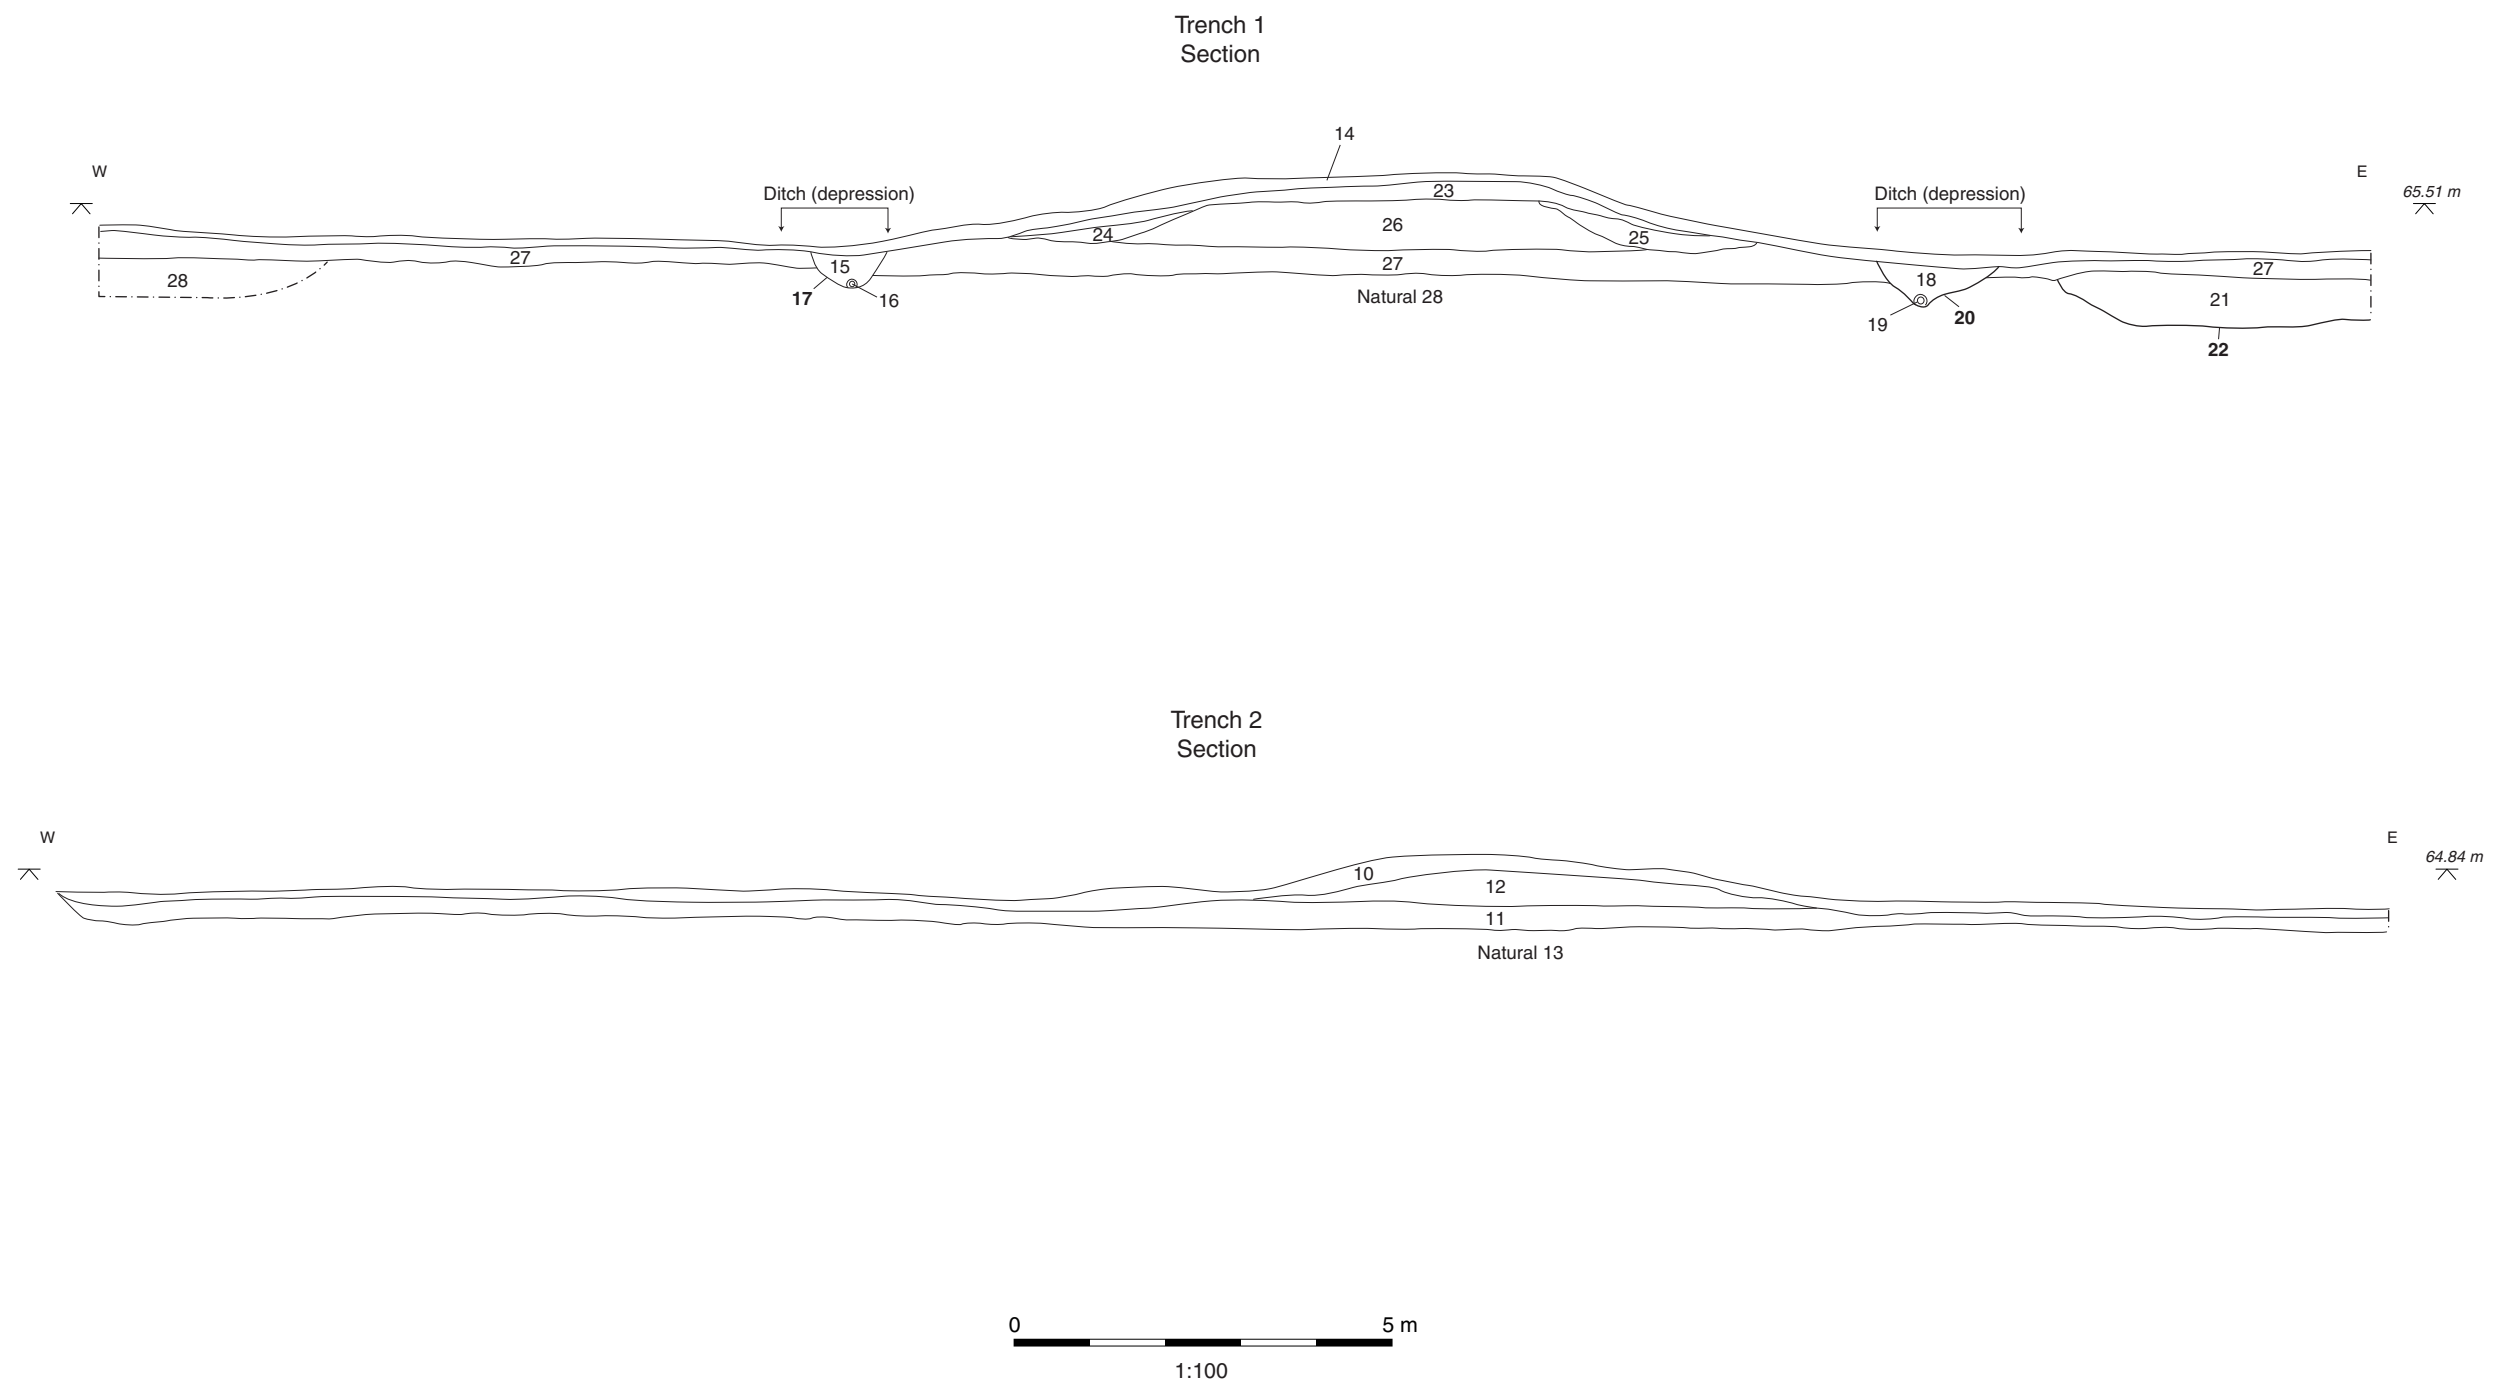 Trench 1
Section
14
W
E
65.51 m
Ditch (depression)
Ditch (depression)
23
26
24
25
27
15
27
27
28
18
17
16
Natural 28
21
19
20
22
Trench 2
Section
W
E
64.84 m
10
12
11
Natural 13
0
5 m
1:100